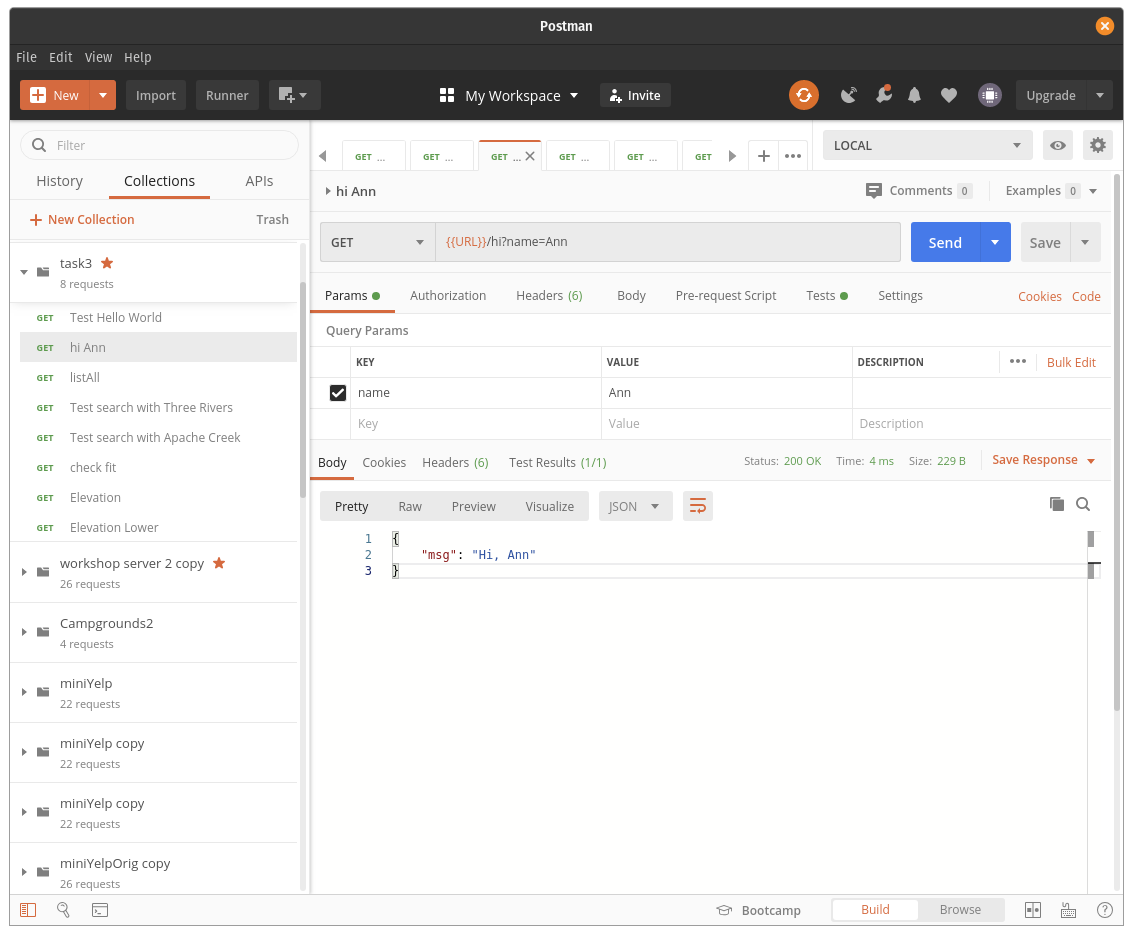 Postman
File Edit View Help
New Import Runner My Workspace Invite Upgrade
Filter
History Collections APIs
New Collection Trash
task3
8 requests
GET Test Hello World
GET hi Ann
GET listAll
GET Test search with Three Rivers
GET Test search with Apache Creek
GET check fit
GET Elevation
GET Elevation Lower
workshop server 2 copy
26 requests
Campgrounds2
4 requests
miniYelp
22 requests
miniYelp copy
22 requests
miniYelp copy
22 requests
miniYelpOrig copy
26 requests
GET ... GET ... GET ... GET ... GET ... GET
LOCAL
hi Ann Comments 0 Examples 0
GET {{URL}}/hi?name=Ann Send Save
Params Authorization Headers (6) Body Pre-request Script Tests Settings Cookies Code
Query Params
KEY VALUE DESCRIPTION ••• Bulk Edit
name Ann
Key Value Description
Body Cookies Headers (6) Test Results (1/1) Status: 200 OK Time: 4 ms Size: 229 B Save Response
Pretty Raw Preview Visualize JSON
1 {
2 "msg": "Hi, Ann"
3 }
Bootcamp Build Browse